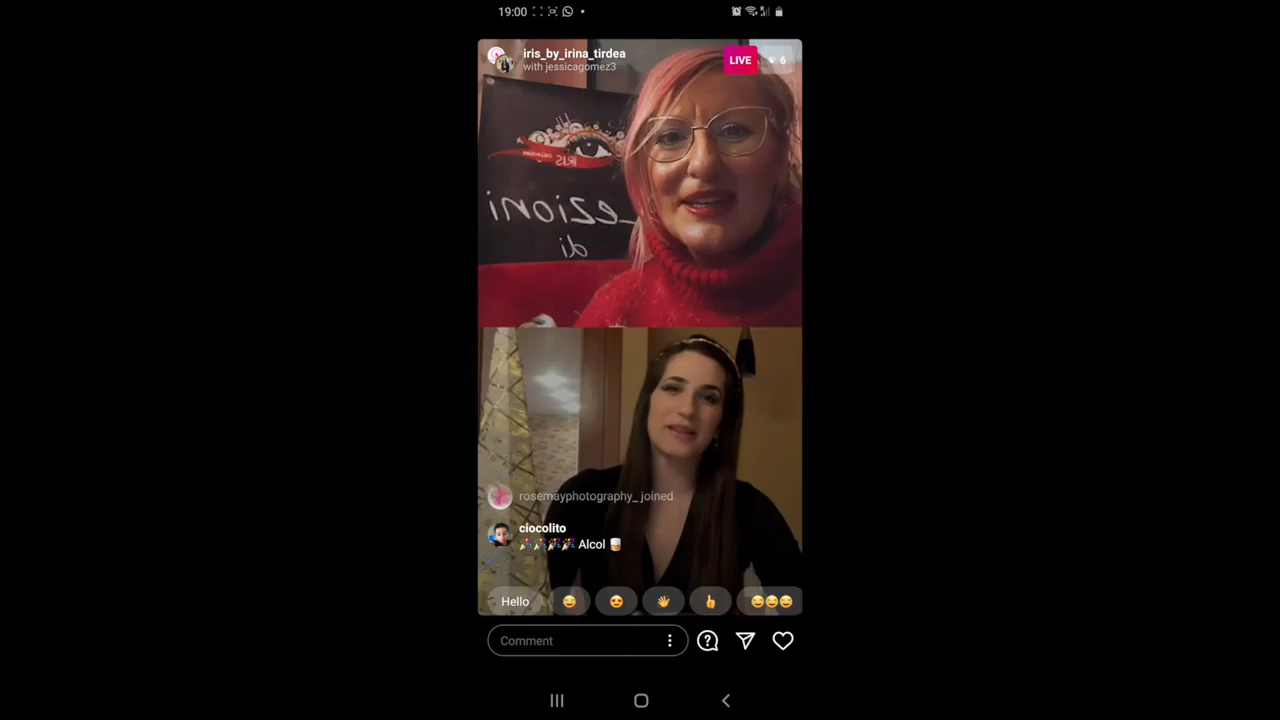 19:00
iris_by_irina_tirdea
with jessicagomez3
LIVE
6
IRIS
Lezioni
di
rosemayphotography_ joined
ciocolito
🎉🎉🎉🎉 Alcol 🥃
Hello
😂
😍
👋
👍
😂😂😂
Comment